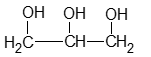 OH OH OH
H₂C—CH—CH₂